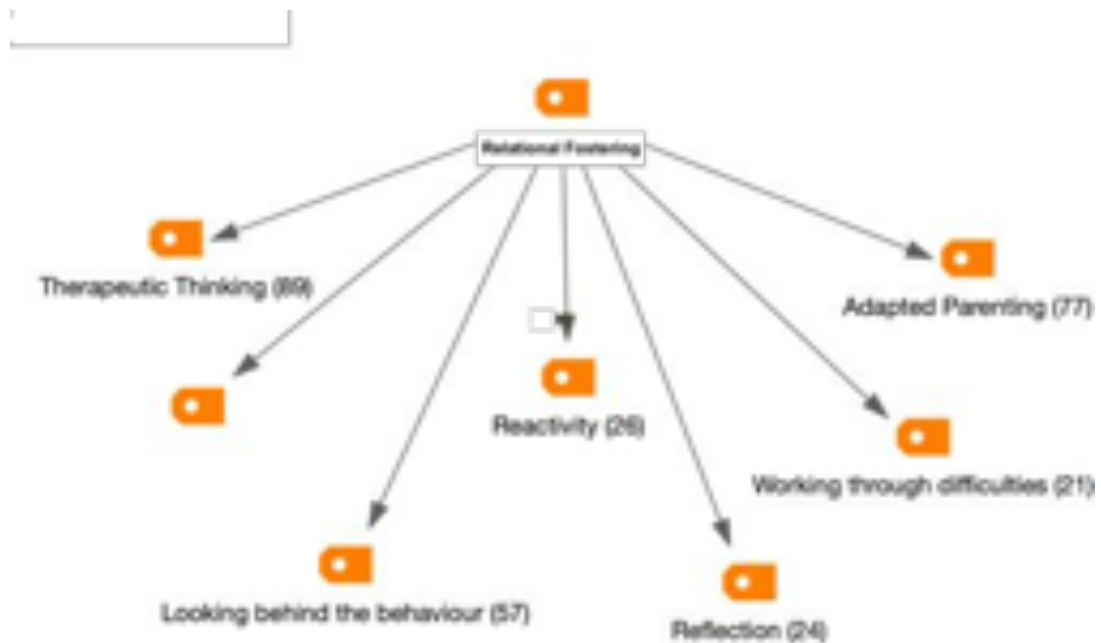 Relational Fostering
Therapeutic Thinking (89)
Adapted Parenting (77)
Reactivity (26)
Working through difficulties (21)
Looking behind the behaviour (57)
Reflection (24)